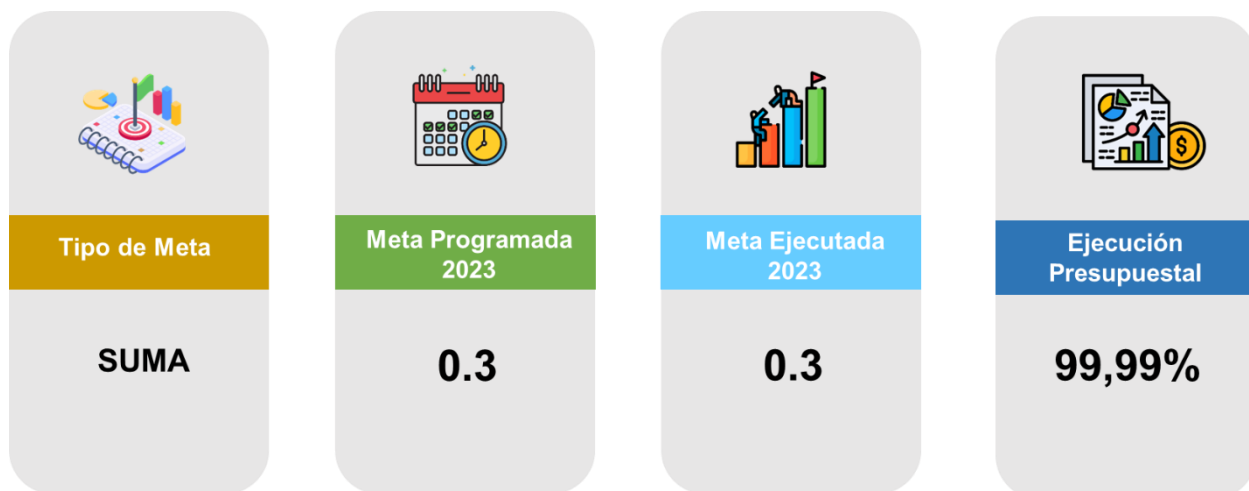 Tipo de Meta
SUMA
Meta Programada
2023
0.3
Meta Ejecutada
2023
0.3
Ejecución
Presupuestal
99,99%